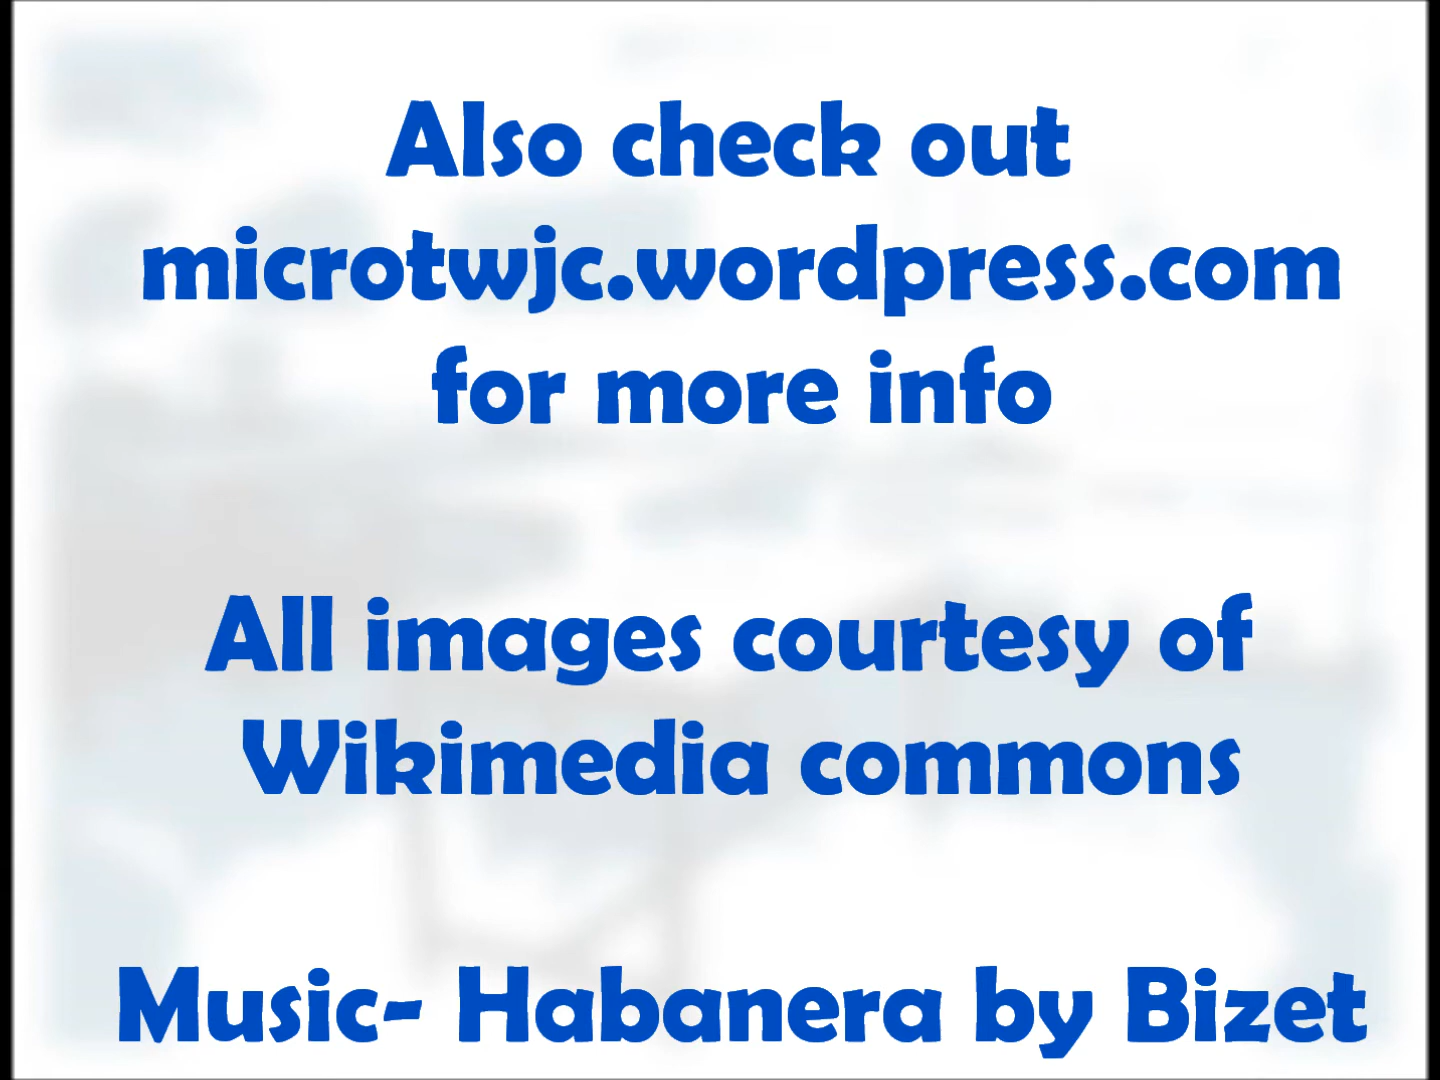 Also check out
microtwjc.wordpress.com
for more info
All images courtesy of
Wikimedia commons
Music- Habanera by Bizet